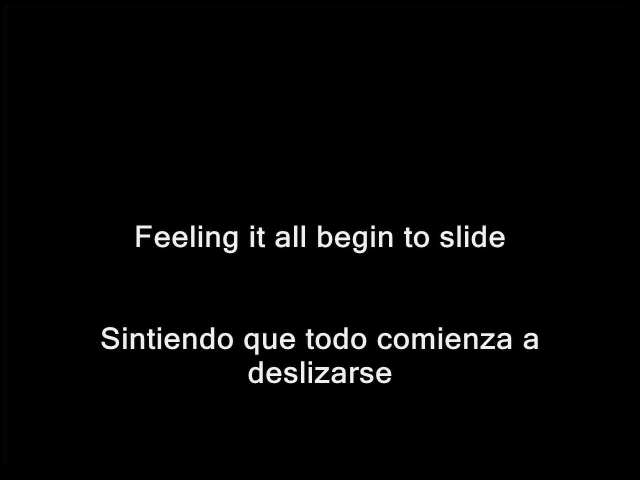 Feeling it all begin to slide
Sintiendo que todo comienza a
deslizarse